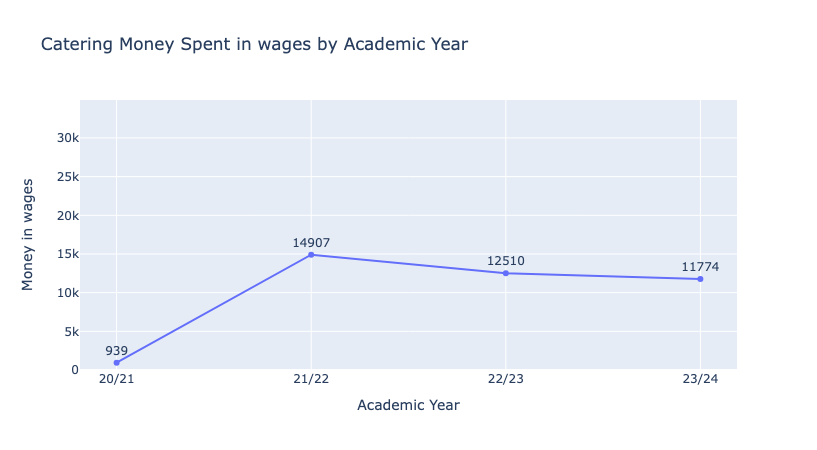 Catering Money Spent in wages by Academic Year
30k
25k
20k
15k
10k
5k
0
Money in wages
939
14907
12510
11774
20/21
21/22
22/23
23/24
Academic Year